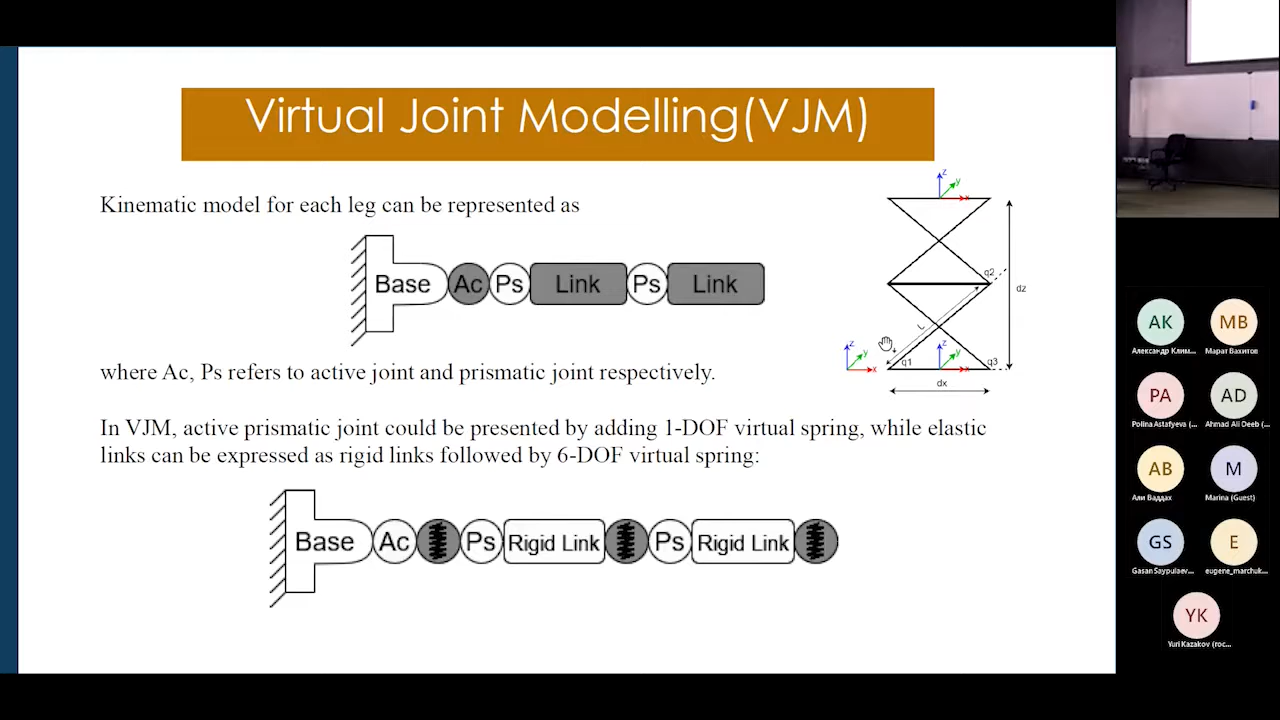 Virtual Joint Modelling(VJM)
Kinematic model for each leg can be represented as
Base Ac Ps Link Ps Link
where Ac, Ps refers to active joint and prismatic joint respectively.
In VJM, active prismatic joint could be presented by adding 1-DOF virtual spring, while elastic
links can be expressed as rigid links followed by 6-DOF virtual spring:
Base Ac Ps Rigid Link Ps Rigid Link
z
y
x
q2
dz
L
z
y
x
q1
z
y
x
q3
dx
AK
Александр Клим...
MB
Марат Вахитов
PA
Polina Astafyeva (...
AD
Ahmad Ali Deeb (...
AB
Али Ваддах
M
Marina (Guest)
GS
Gasan Saypulaev...
E
eugene_marchuk...
YK
Yuri Kazakov (гос...